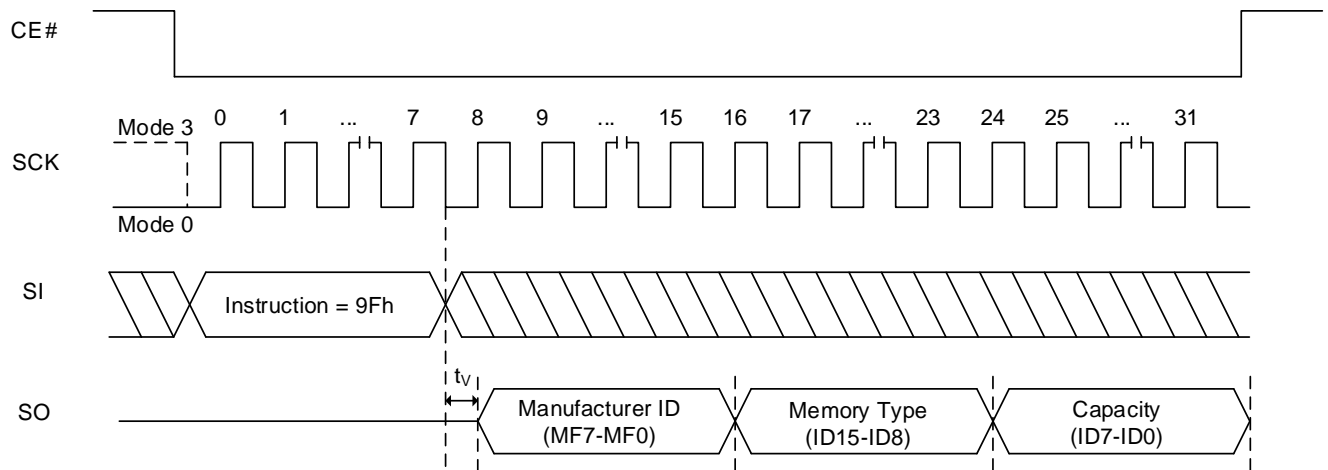 CE#
0 1 ... 7 8 9 ... 15 16 17 ... 23 24 25 ... 31
Mode 3
SCK
Mode 0
SI
Instruction = 9Fh
tV
SO
Manufacturer ID
(MF7-MF0)
Memory Type
(ID15-ID8)
Capacity
(ID7-ID0)